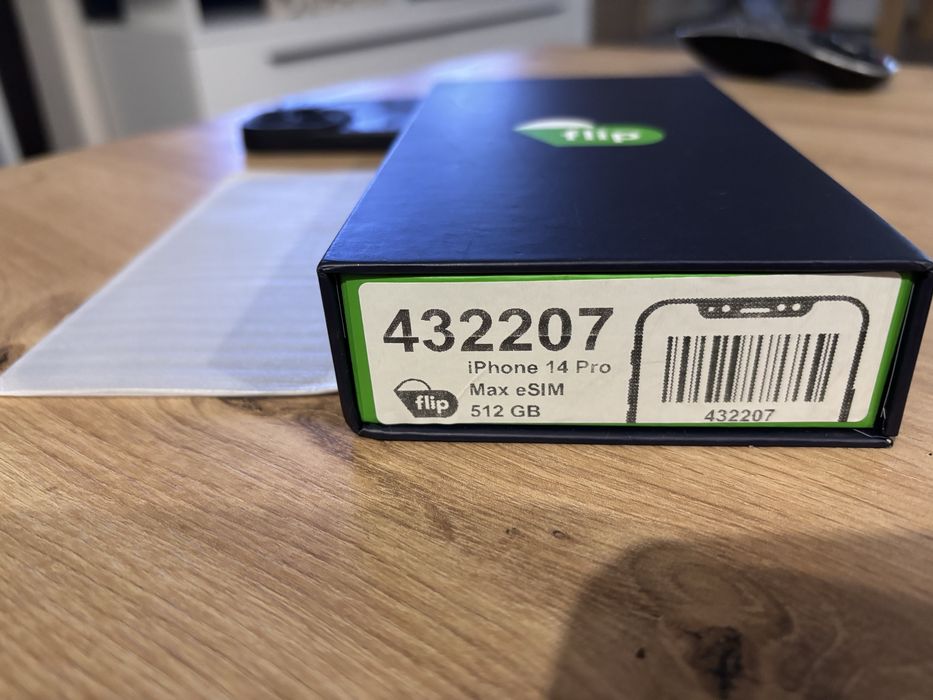 flip
432207
iPhone 14 Pro
Max eSIM
512 GB
flip
432207